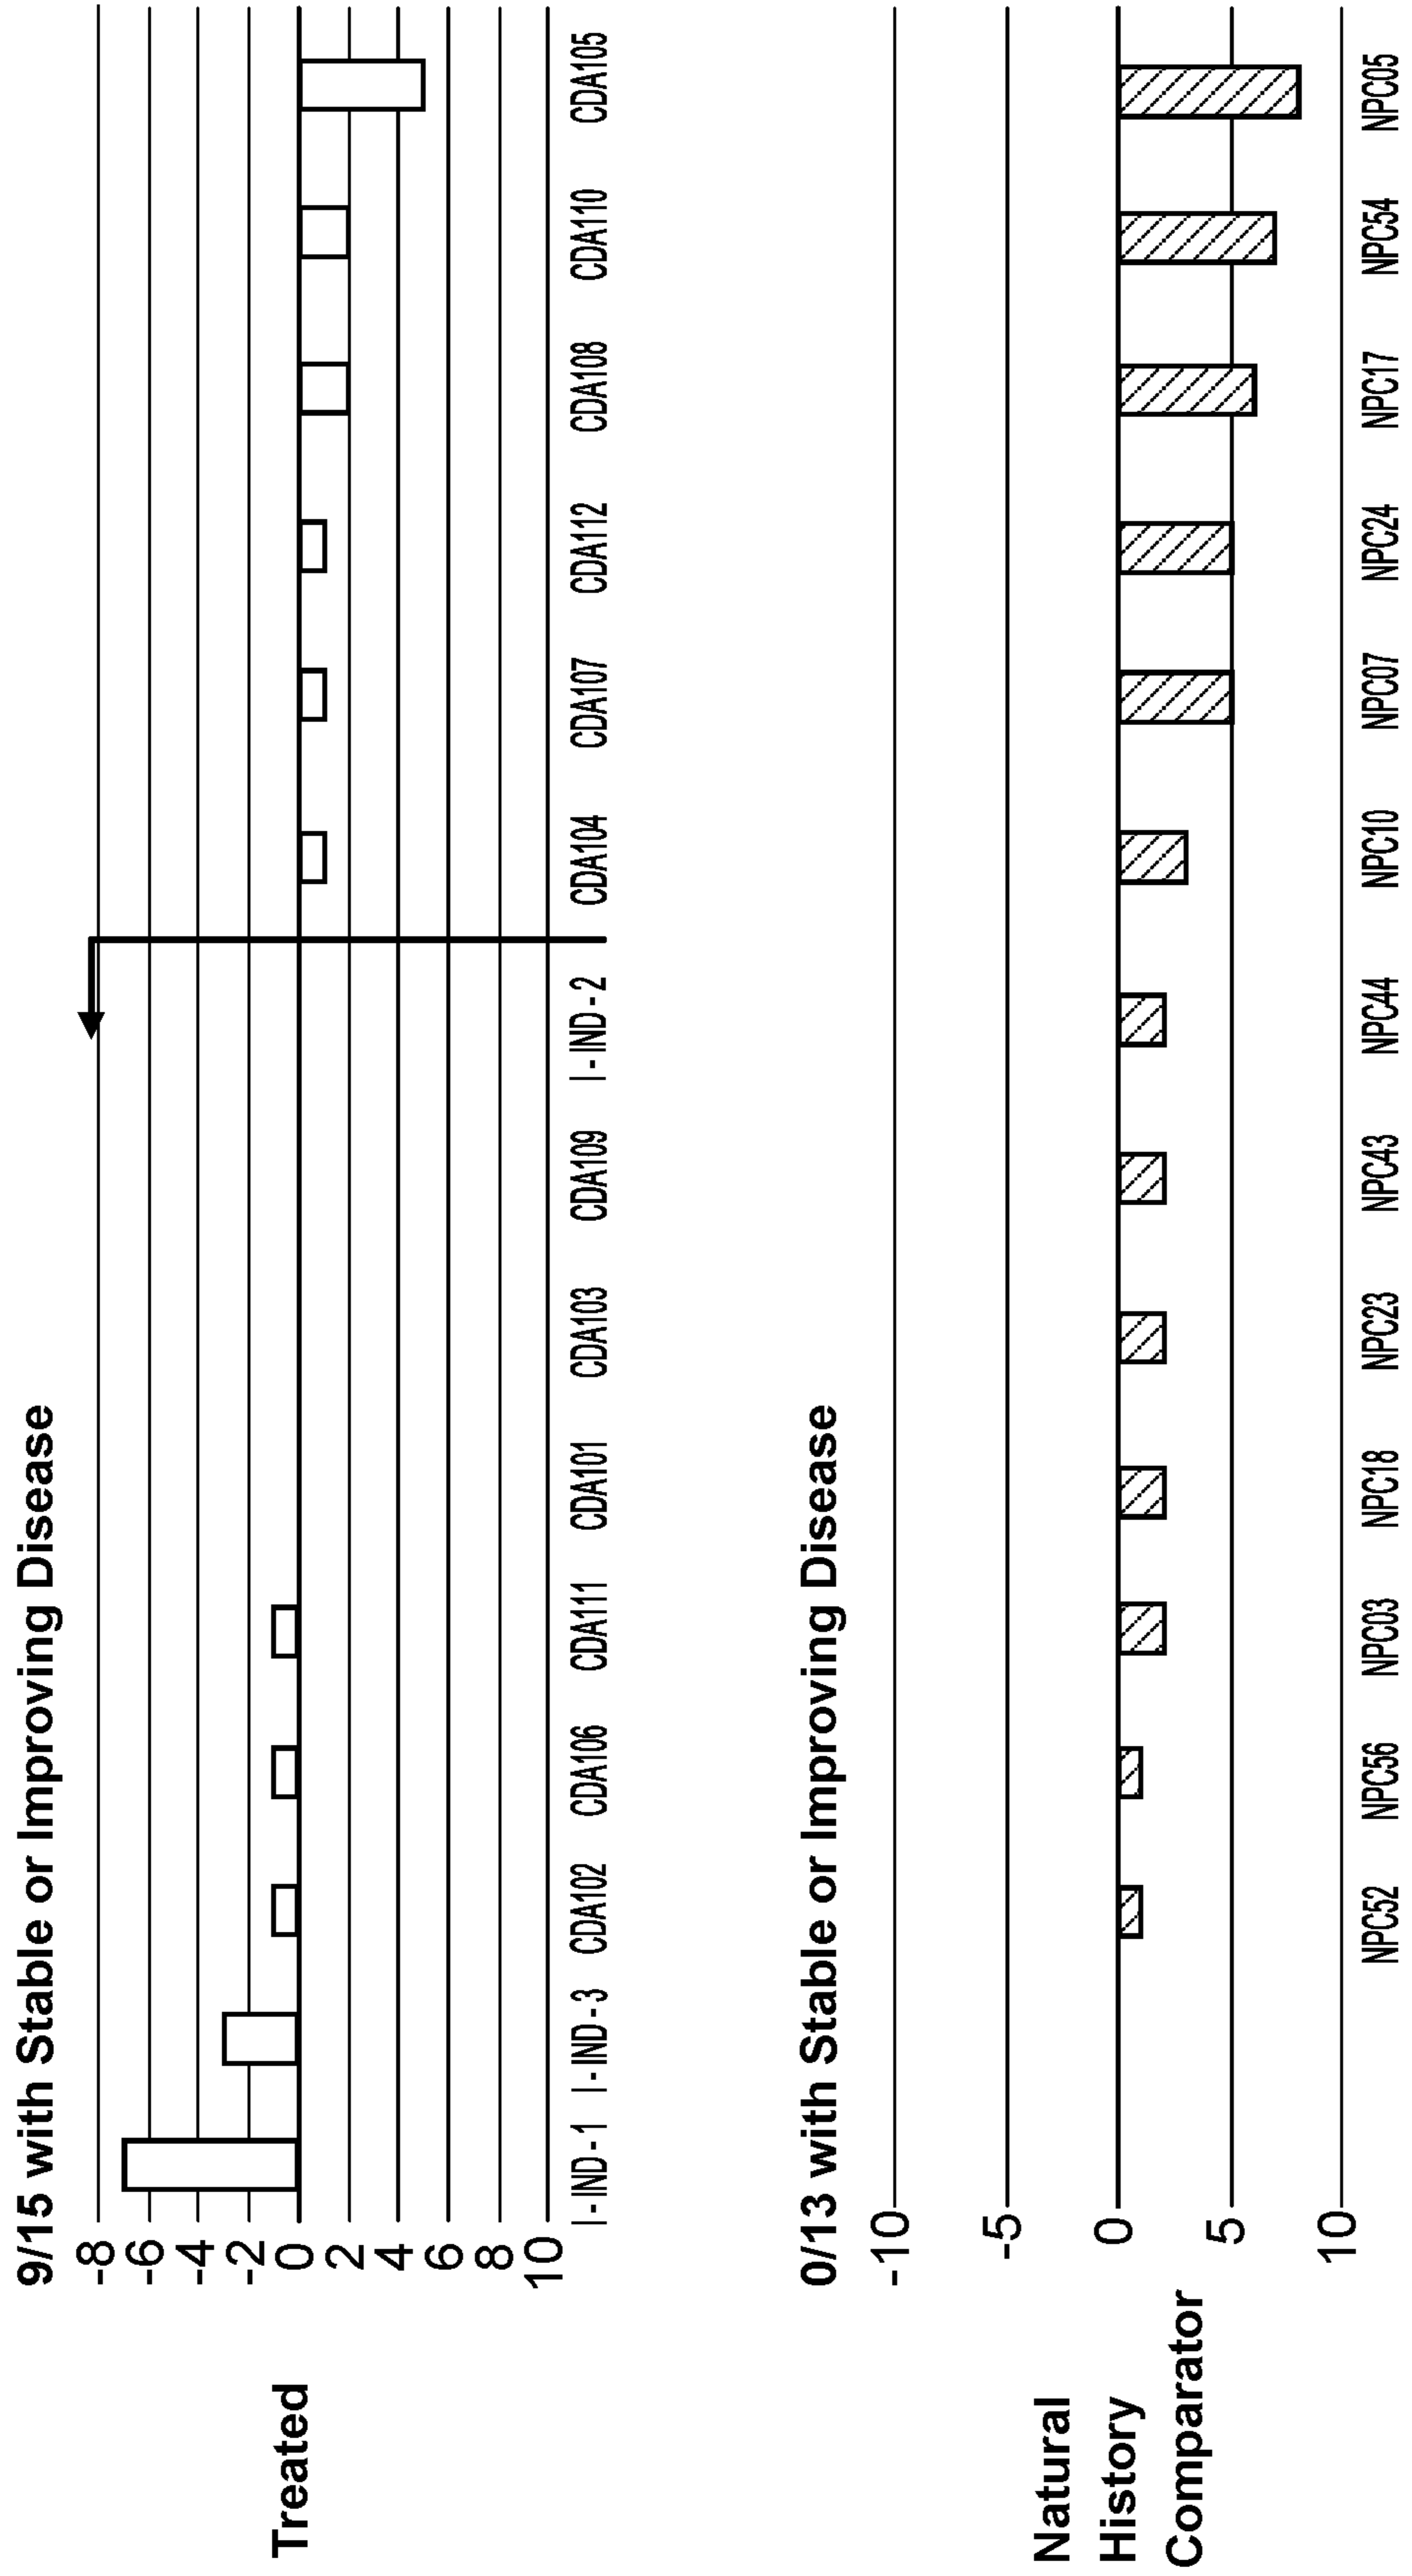 9/15 with Stable or Improving Disease
-8
-6
-4
-2
0
2
4
6
8
10
Treated
I-IND-1 I-IND-3 CDA102 CDA106 CDA111 CDA101 CDA103 CDA109 I-IND-2 CDA104 CDA107 CDA112 CDA108 CDA110 CDA105
0/13 with Stable or Improving Disease
-10
-5
0
5
10
Natural
History
Comparator
NPC52 NPC56 NPC03 NPC18 NPC23 NPC43 NPC44 NPC10 NPC07 NPC24 NPC17 NPC54 NPC05